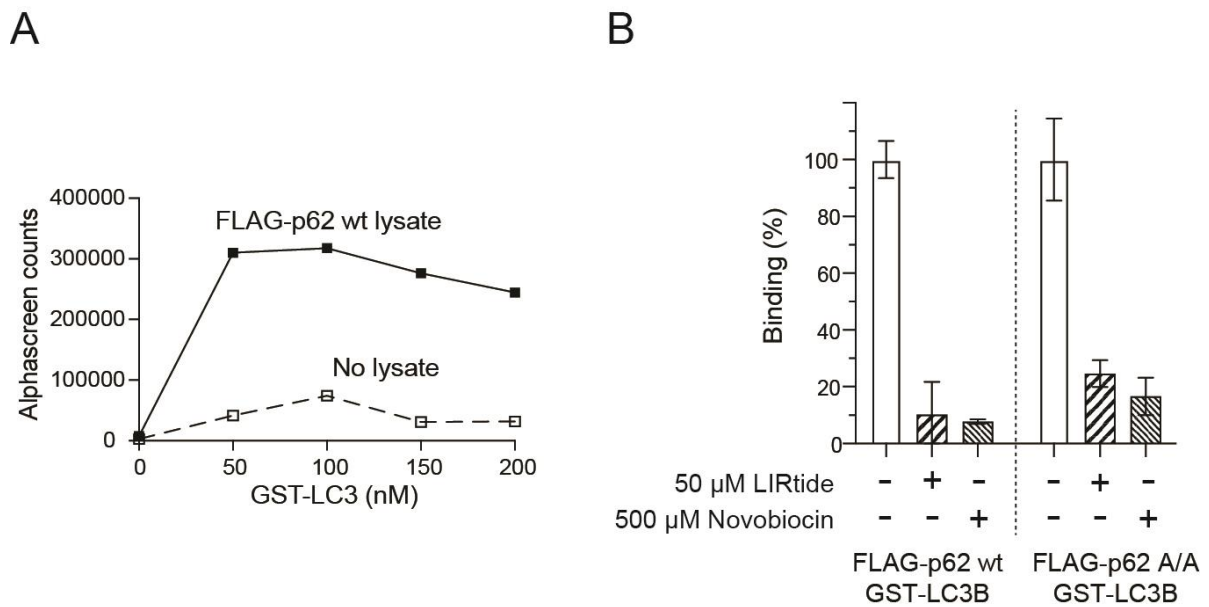 A
Alphascreen counts
400000
300000
200000
100000
0
FLAG-p62 wt lysate
No lysate
0 50 100 150 200
GST-LC3 (nM)
B
Binding (%)
100
80
60
40
20
0
50 µM LIRtide - + - - + -
500 µM Novobiocin - - + - - +
FLAG-p62 wt FLAG-p62 A/A
GST-LC3B GST-LC3B